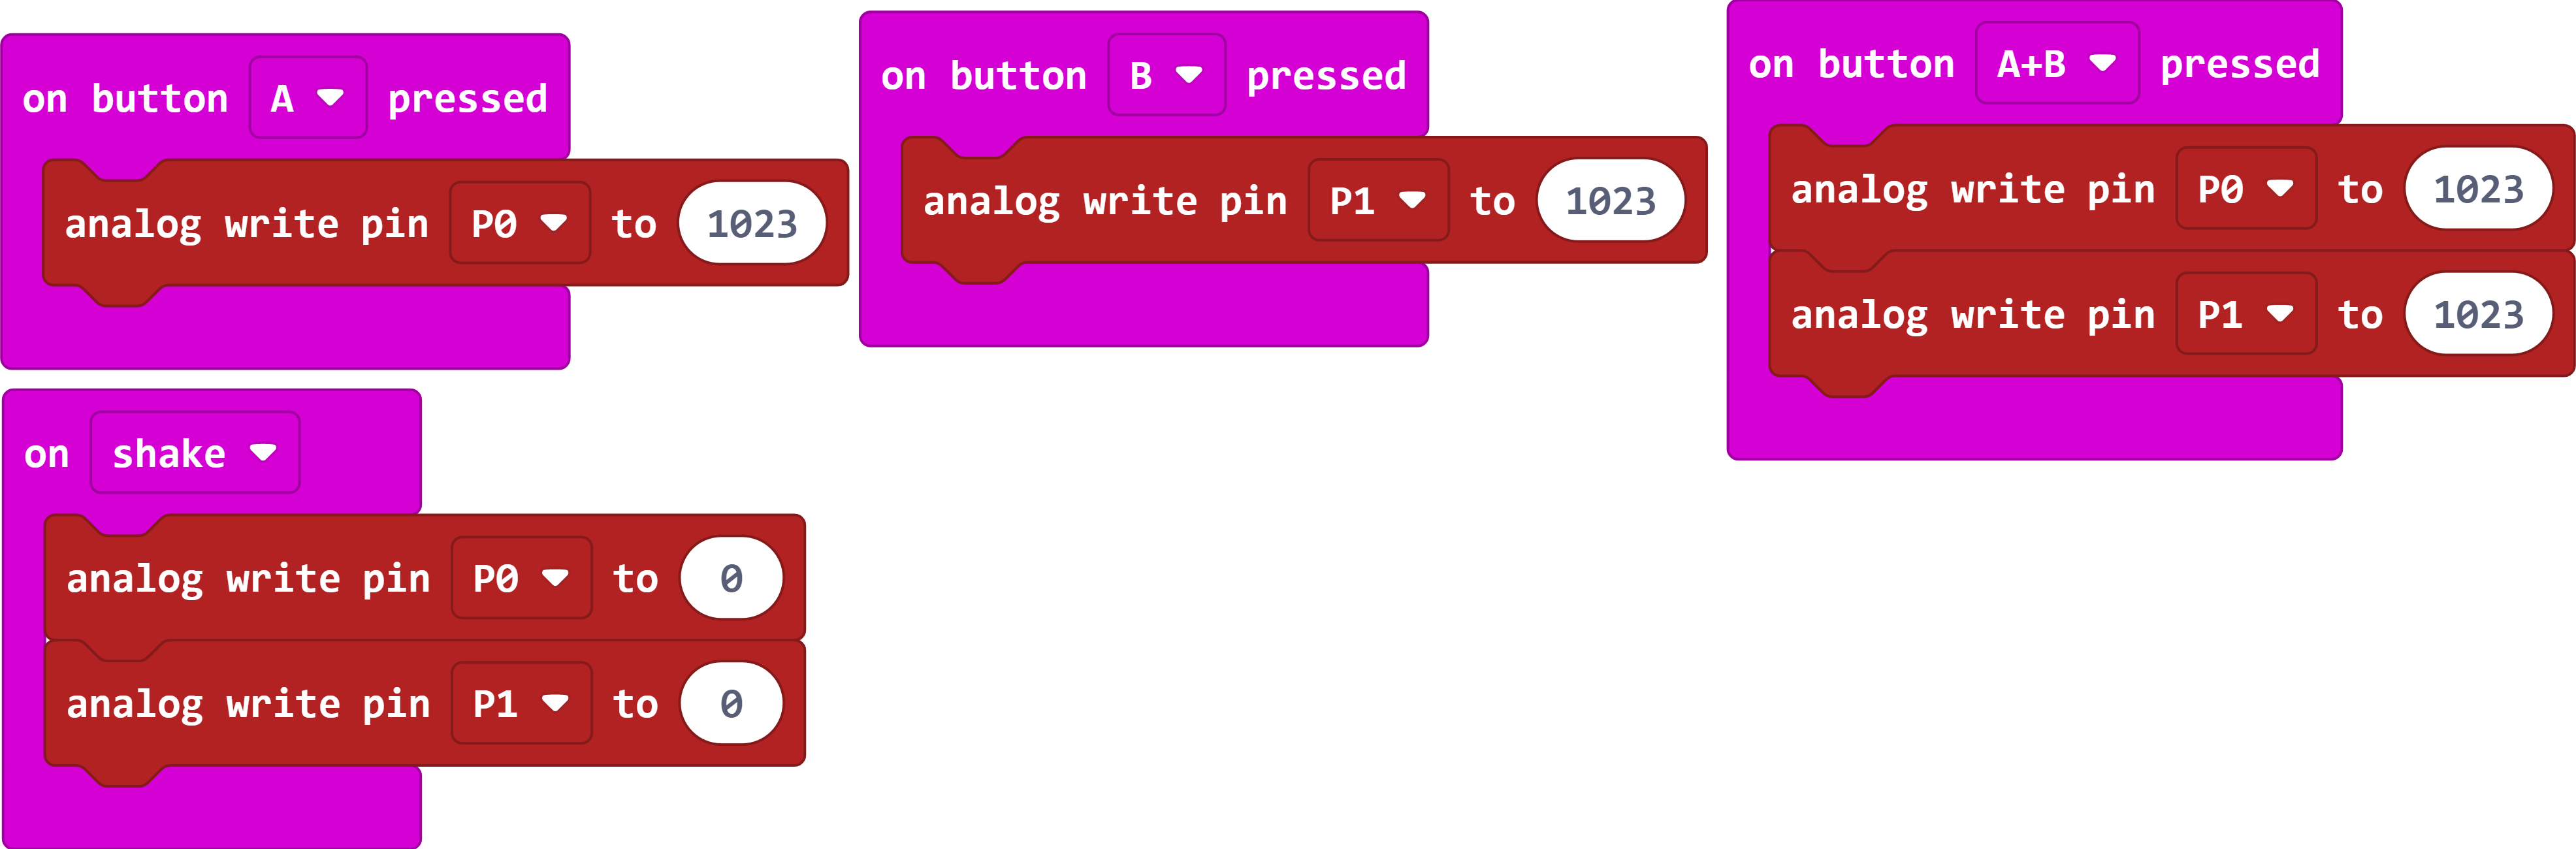 on button A pressed
analog write pin P0 to 1023
on button B pressed
analog write pin P1 to 1023
on button A+B pressed
analog write pin P0 to 1023
analog write pin P1 to 1023
on shake
analog write pin P0 to 0
analog write pin P1 to 0